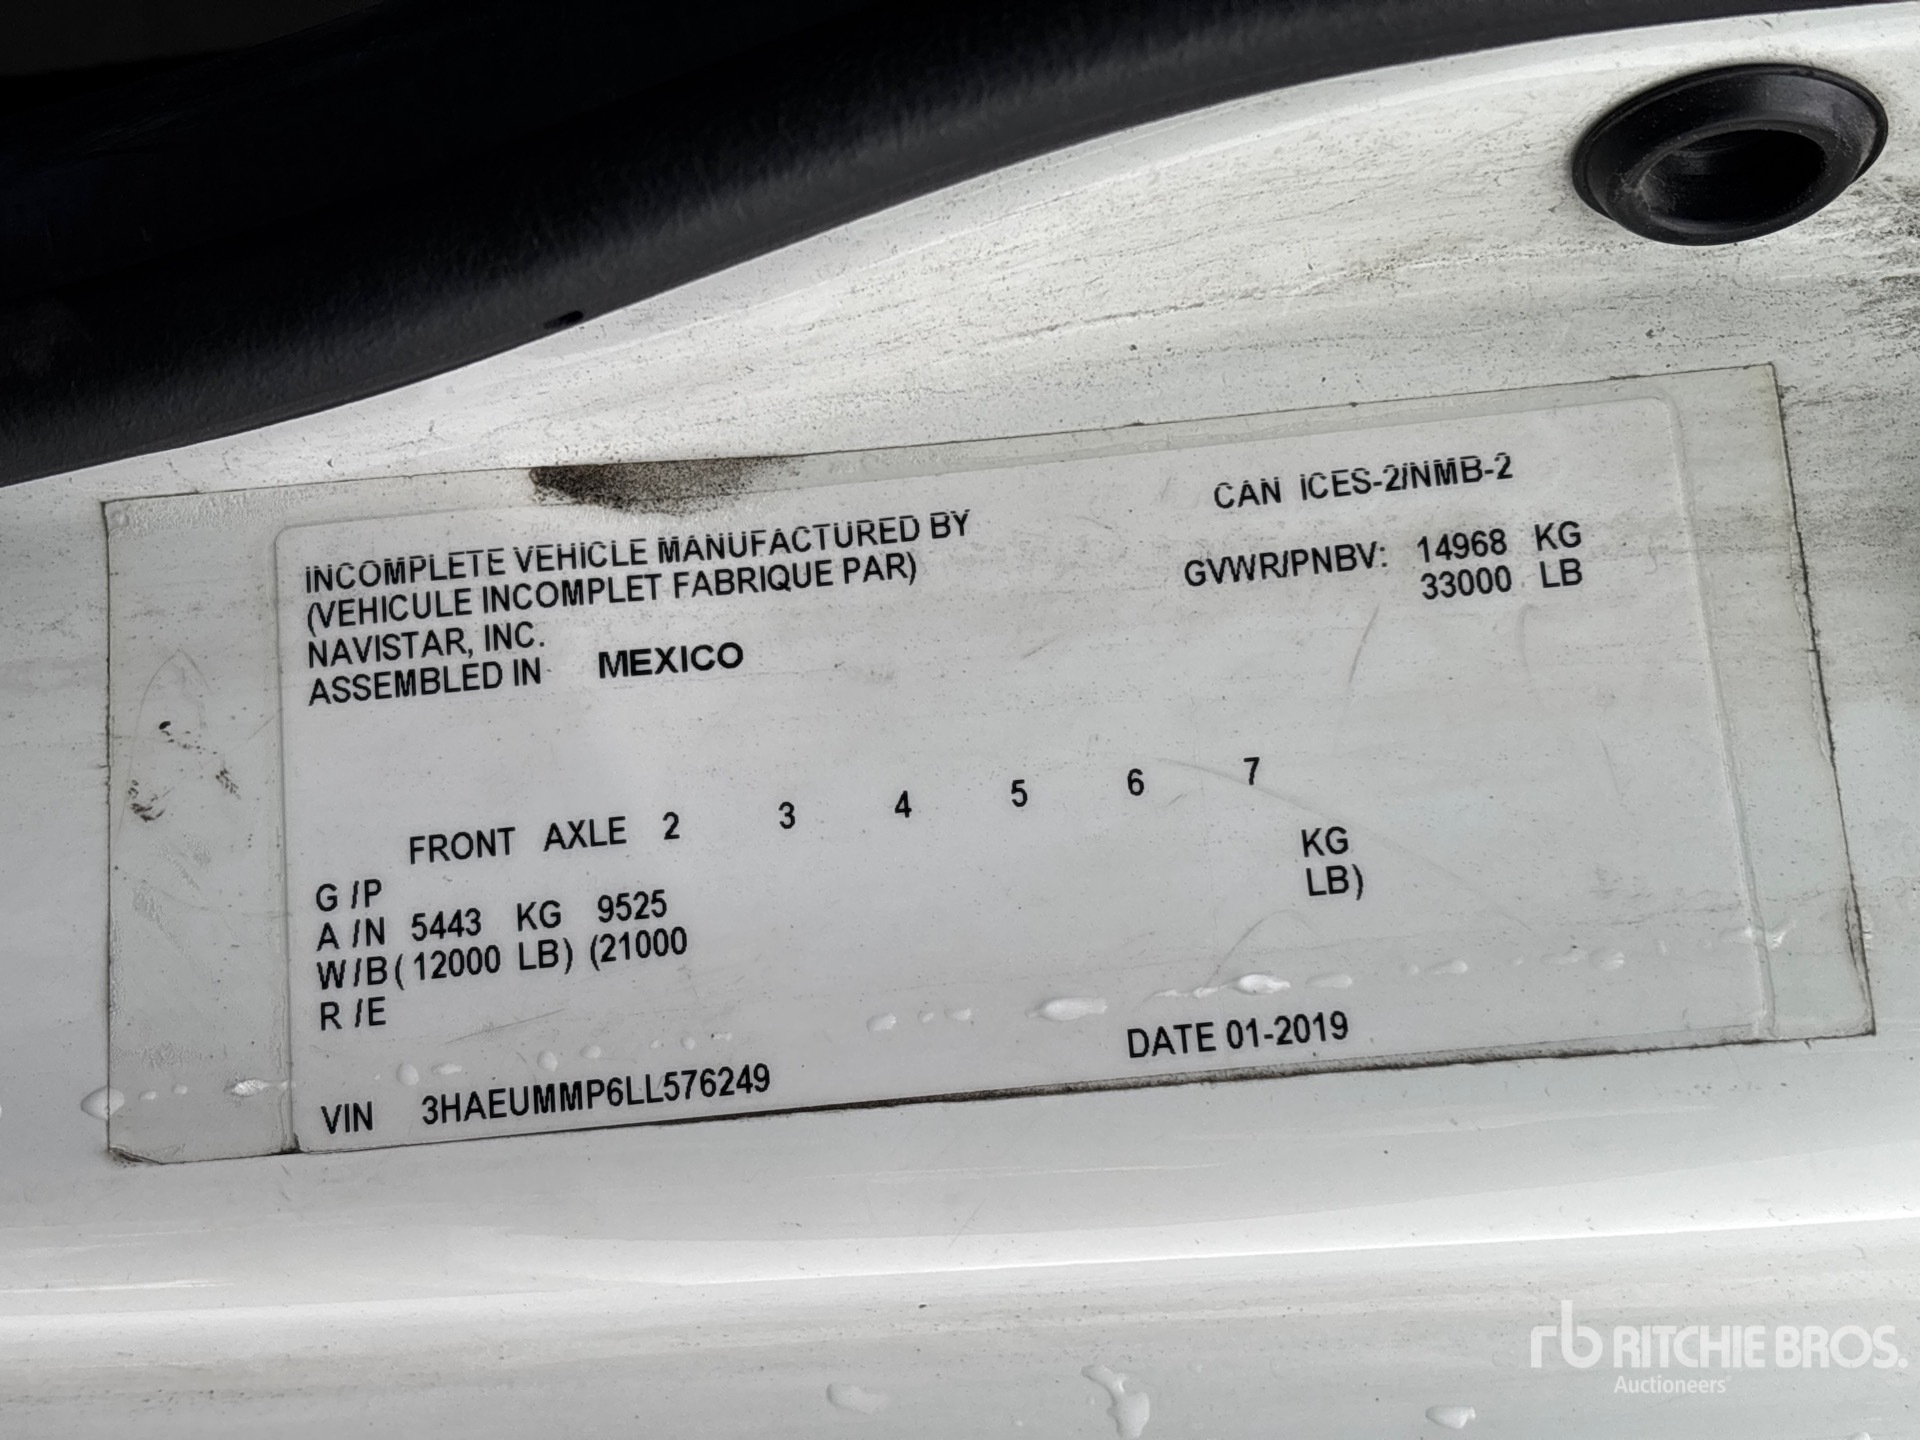 CAN ICES-2/NMB-2
INCOMPLETE VEHICLE MANUFACTURED BY
(VEHICULE INCOMPLET FABRIQUE PAR)
NAVISTAR, INC.
ASSEMBLED IN MEXICO
GVWR/PNBV: 14968 KG
33000 LB
FRONT AXLE 2 3 4 5 6 7
G /P
A /N 5443 KG 9525 KG
W/B ( 12000 LB) (21000 LB)
R /E
VIN 3HAEUMMP6LL576249
DATE 01-2019
rb RITCHIE BROS.
Auctioneers